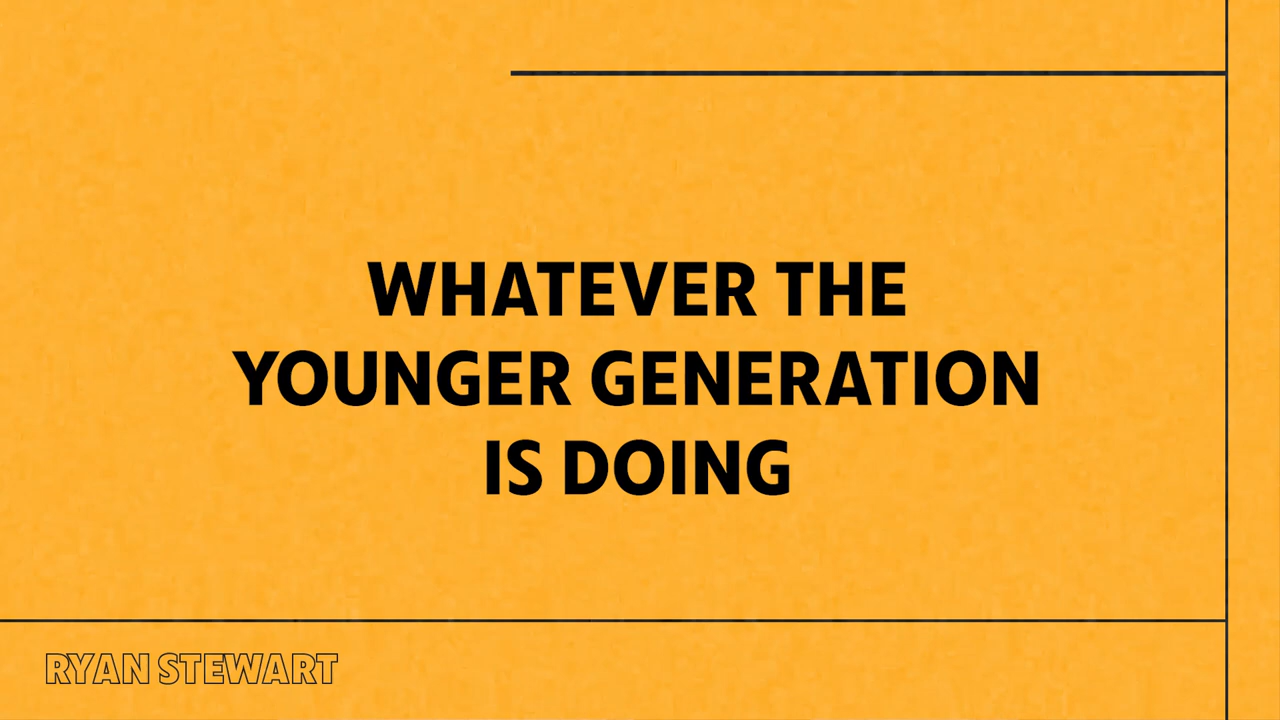 WHATEVER THE
YOUNGER GENERATION
IS DOING
RYAN STEWART